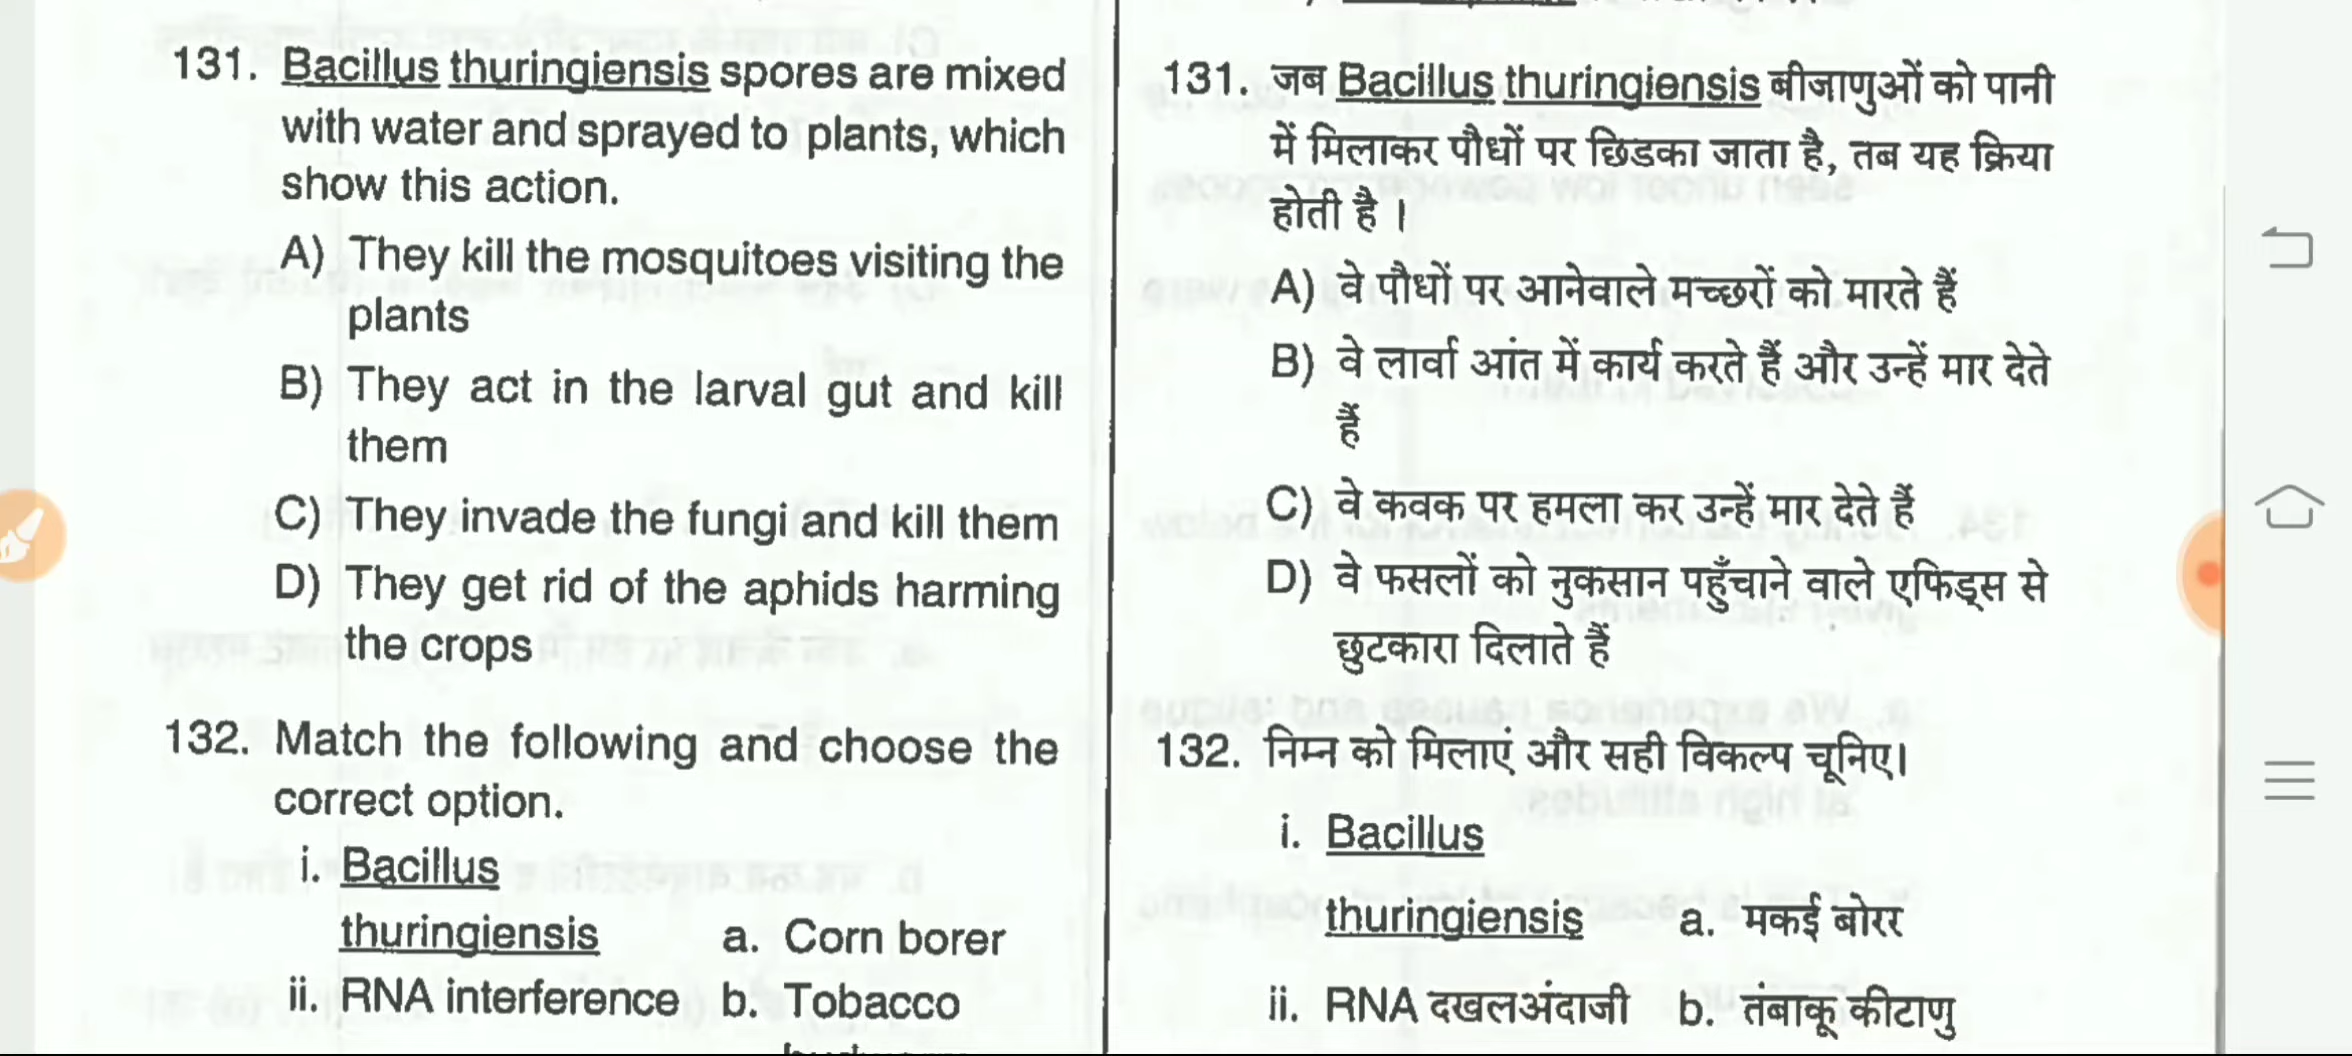 131. Bacillus thuringiensis spores are mixed
with water and sprayed to plants, which
show this action.
A) They kill the mosquitoes visiting the
plants
B) They act in the larval gut and kill
them
C) They invade the fungi and kill them
D) They get rid of the aphids harming
the crops
132. Match the following and choose the
correct option.
i. Bacillus
thuringiensis a. Corn borer
ii. RNA interference b. Tobacco
131. जब Bacillus thuringiensis बीजाणुओं को पानी
में मिलाकर पौधों पर छिडका जाता है, तब यह क्रिया
होती है ।
A) वे पौधों पर आनेवाले मच्छरों को मारते हैं
B) वे लार्वा आंत में कार्य करते हैं और उन्हें मार देते
हैं
C) वे कवक पर हमला कर उन्हें मार देते हैं
D) वे फसलों को नुकसान पहुँचाने वाले एफिड्स से
छुटकारा दिलाते हैं
132. निम्न को मिलाएं और सही विकल्प चूनिए।
i. Bacillus
thuringiensis a. मकई बोरर
ii. RNA दखलअंदाजी b. तंबाकू कीटाणु